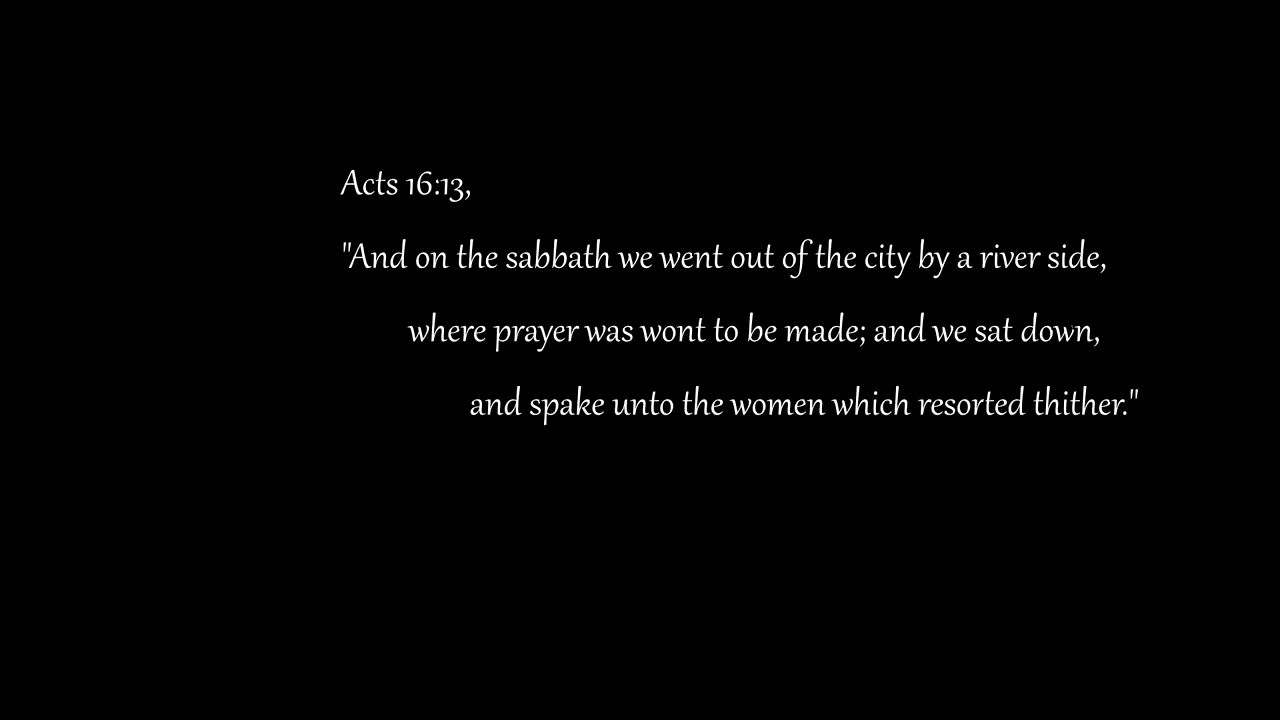 Acts 16:13,
"And on the sabbath we went out of the city by a river side,
where prayer was wont to be made; and we sat down,
and spake unto the women which resorted thither."